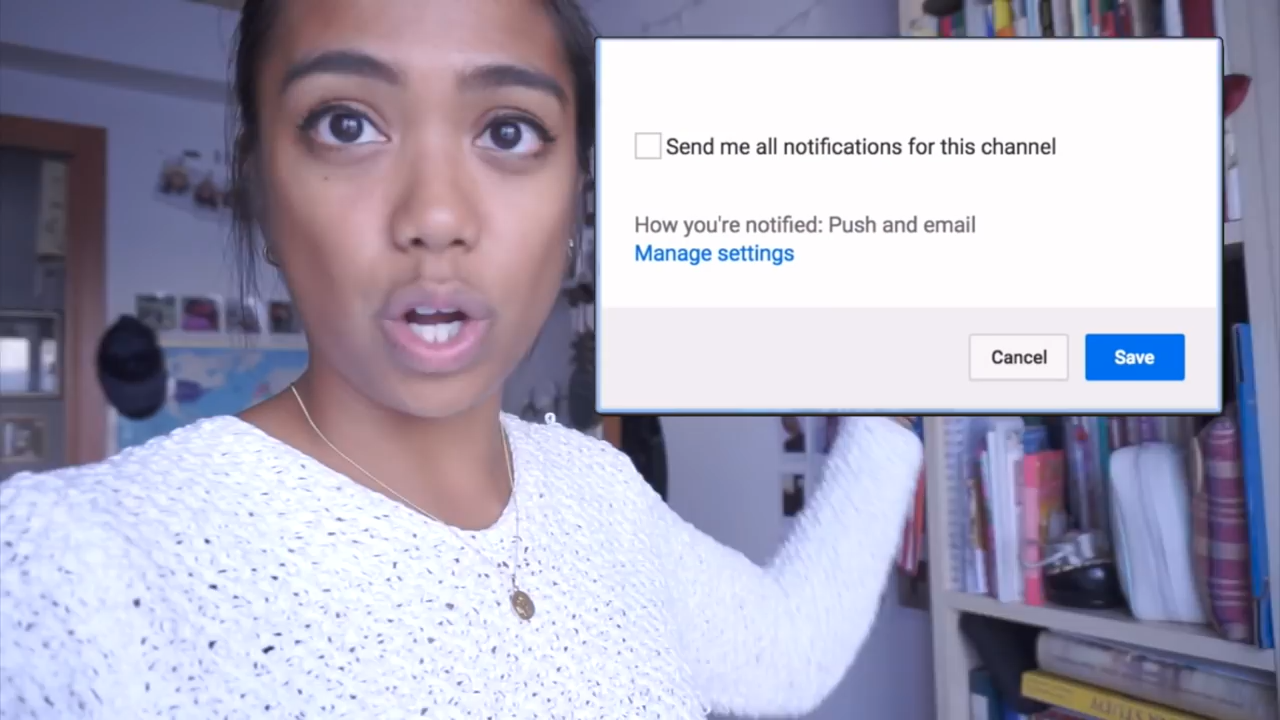 Send me all notifications for this channel
How you're notified: Push and email
Manage settings
Cancel
Save